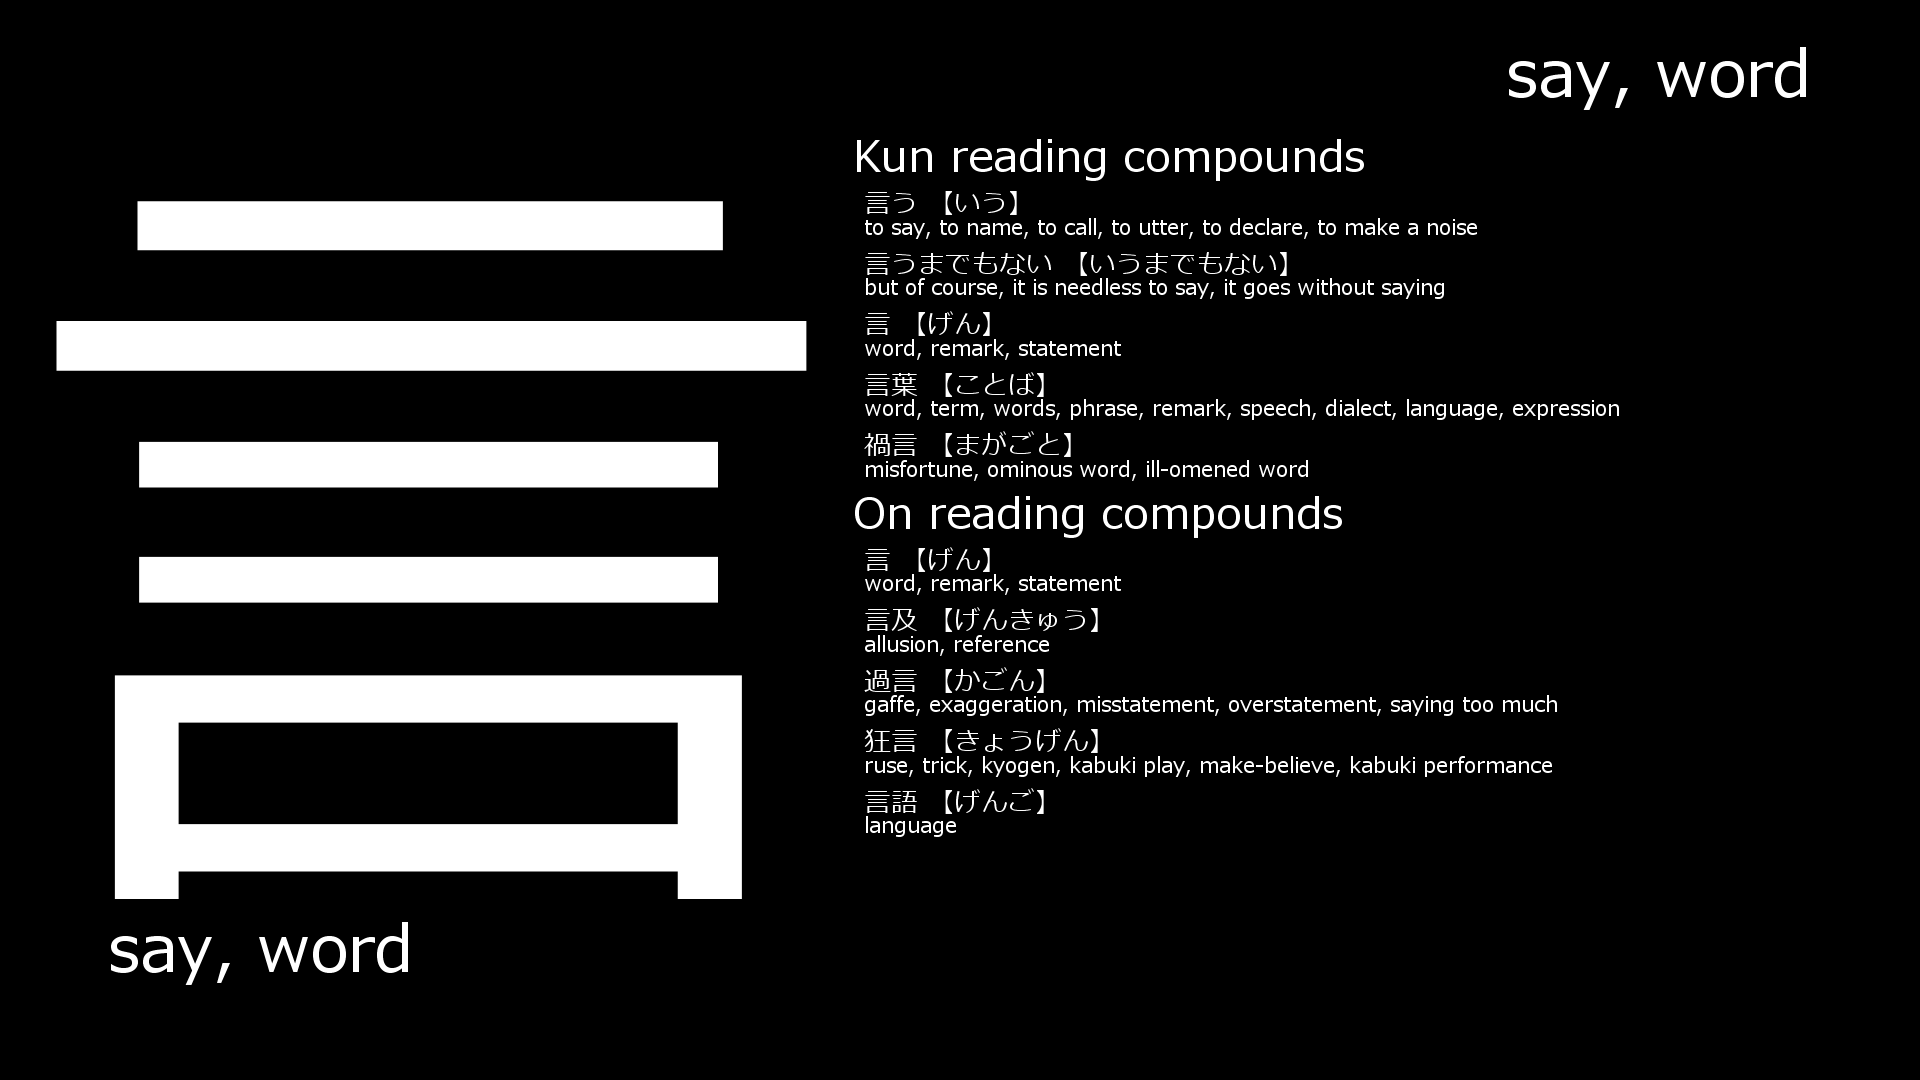 say, word
言
say, word
Kun reading compounds
言う 【いう】
to say, to name, to call, to utter, to declare, to make a noise
言うまでもない 【いうまでもない】
but of course, it is needless to say, it goes without saying
言 【げん】
word, remark, statement
言葉 【ことば】
word, term, words, phrase, remark, speech, dialect, language, expression
禍言 【まがごと】
misfortune, ominous word, ill-omened word
On reading compounds
言 【げん】
word, remark, statement
言及 【げんきゅう】
allusion, reference
過言 【かごん】
gaffe, exaggeration, misstatement, overstatement, saying too much
狂言 【きょうげん】
ruse, trick, kyogen, kabuki play, make-believe, kabuki performance
言語 【げんご】
language